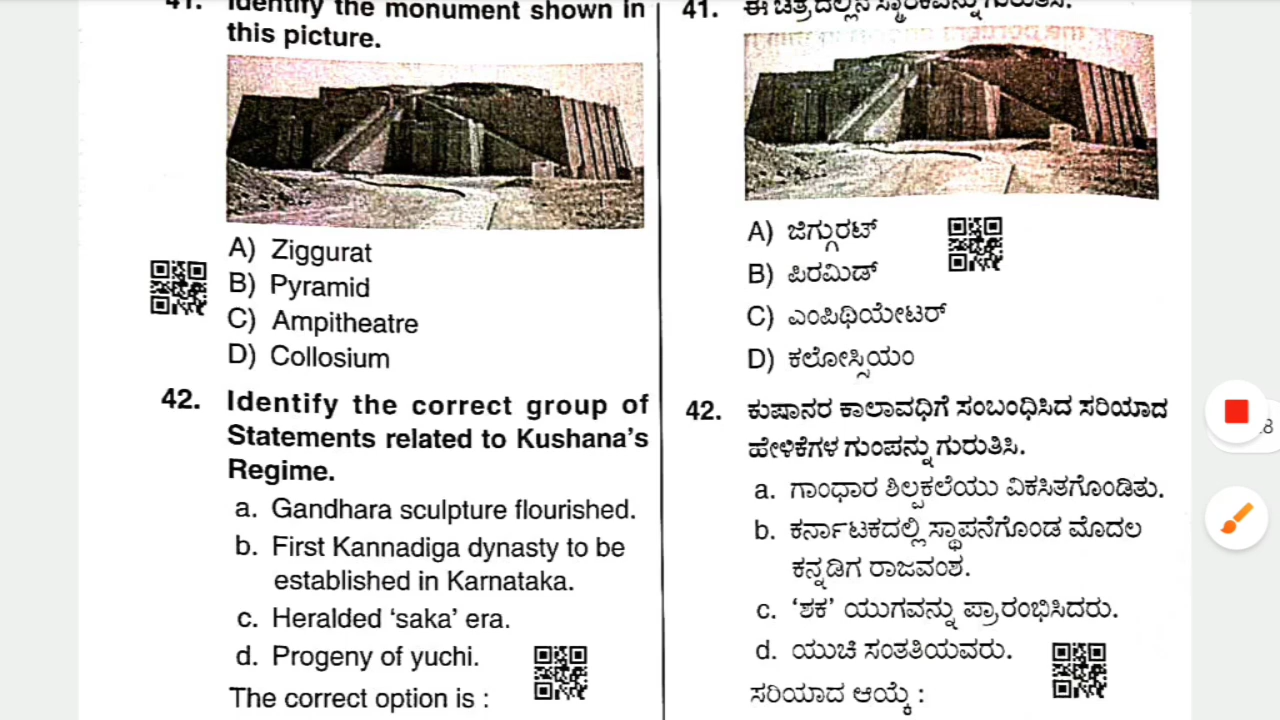 41. Identify the monument shown in
this picture.
A) Ziggurat
B) Pyramid
C) Ampitheatre
D) Collosium
42. Identify the correct group of
Statements related to Kushana's
Regime.
a. Gandhara sculpture flourished.
b. First Kannadiga dynasty to be
established in Karnataka.
c. Heralded 'saka' era.
d. Progeny of yuchi.
The correct option is :
41. ಈ ಚಿತ್ರದಲ್ಲಿನ ಸ್ಮಾರಕವನ್ನು ಗುರುತಿಸಿ.
A) ಜಿಗ್ಗುರಟ್
B) ಪಿರಮಿಡ್
C) ಎಂಪಿಥಿಯೇಟರ್
D) ಕಲೋಸ್ಸಿಯಂ
42. ಕುಷಾನರ ಕಾಲಾವಧಿಗೆ ಸಂಬಂಧಿಸಿದ ಸರಿಯಾದ
ಹೇಳಿಕೆಗಳ ಗುಂಪನ್ನು ಗುರುತಿಸಿ.
a. ಗಾಂಧಾರ ಶಿಲ್ಪಕಲೆಯು ವಿಕಸಿತಗೊಂಡಿತು.
b. ಕರ್ನಾಟಕದಲ್ಲಿ ಸ್ಥಾಪನೆಗೊಂಡ ಮೊದಲ
ಕನ್ನಡಿಗ ರಾಜವಂಶ.
c. 'ಶಕ' ಯುಗವನ್ನು ಪ್ರಾರಂಭಿಸಿದರು.
d. ಯುಚಿ ಸಂತತಿಯವರು.
ಸರಿಯಾದ ಆಯ್ಕೆ :